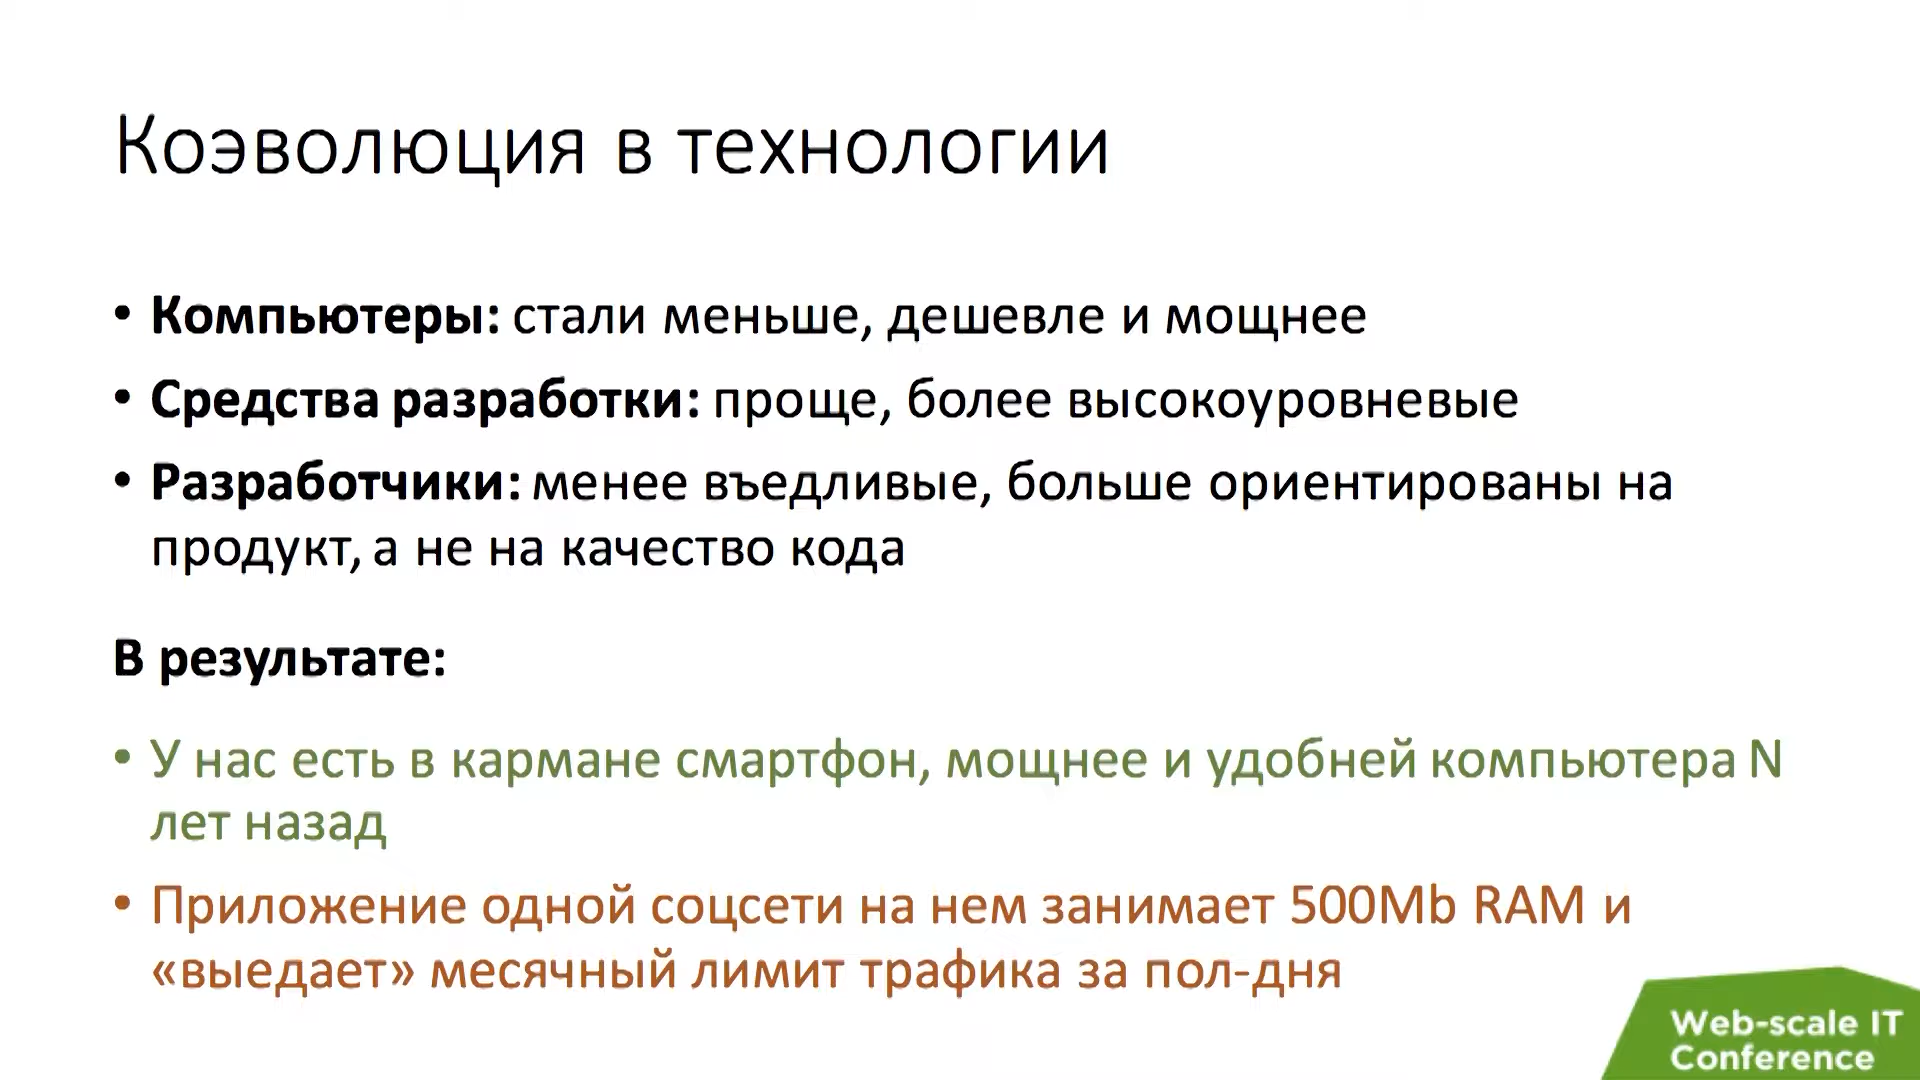 Коэволюция в технологии
• Компьютеры: стали меньше, дешевле и мощнее
• Средства разработки: проще, более высокоуровневые
• Разработчики: менее въедливые, больше ориентированы на
продукт, а не на качество кода
В результате:
• У нас есть в кармане смартфон, мощнее и удобней компьютера N
лет назад
• Приложение одной соцсети на нем занимает 500Mb RAM и
«выедает» месячный лимит трафика за пол-дня
Web-scale IT
Conference